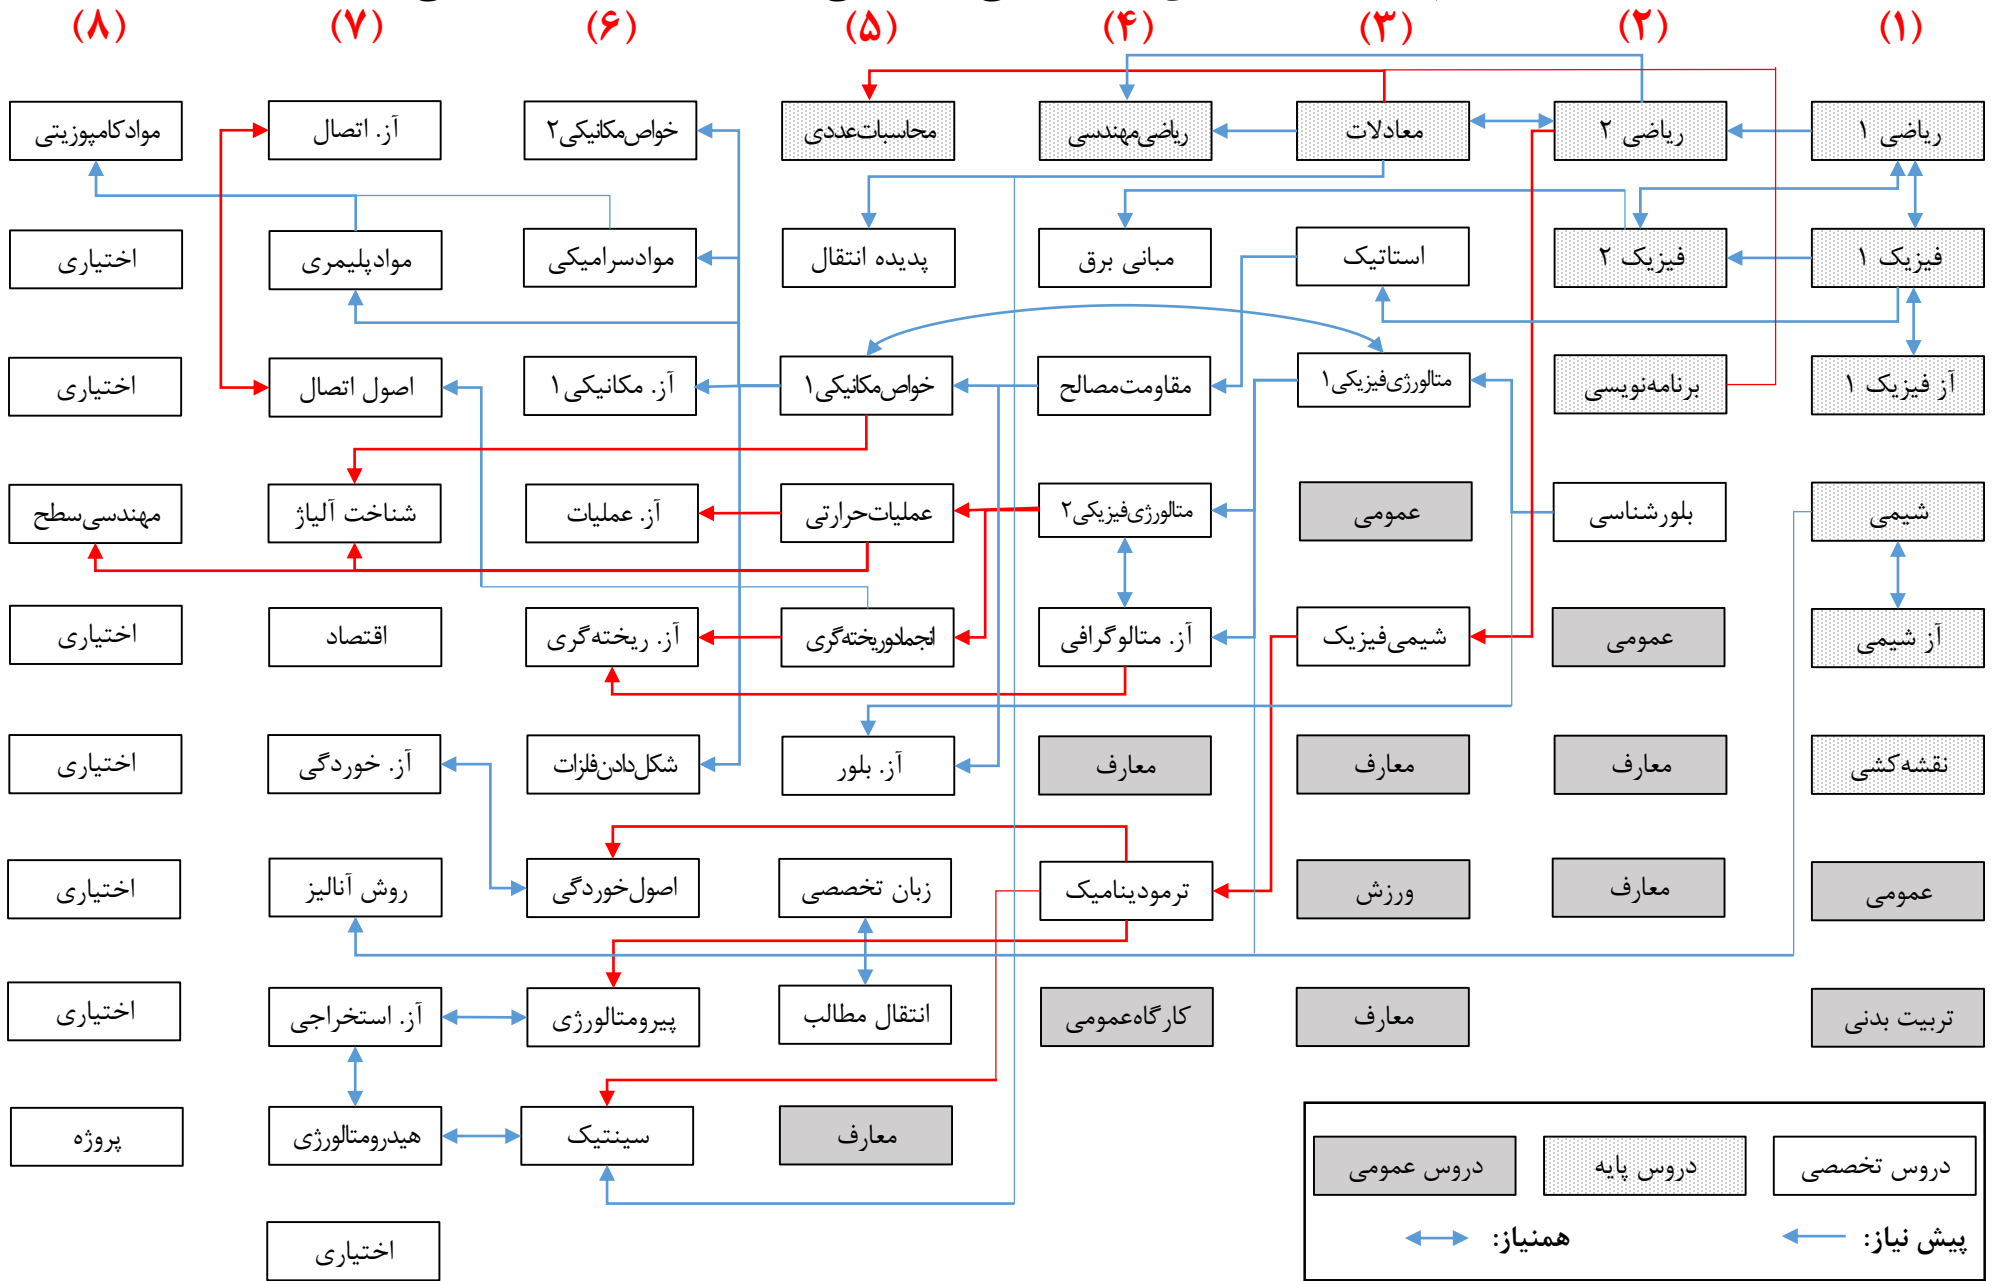 (۱) (۲) (۳) (۴) (۵) (۶) (۷) (۸)
ریاضی ۱ ریاضی ۲ معادلات ریاضی‌مهندسی محاسبات‌عددی خواص‌مکانیکی۲ آز. اتصال موادکامپوزیتی
فیزیک ۱ فیزیک ۲ استاتیک مبانی برق پدیده انتقال موادسرامیکی موادپلیمری اختیاری
آز فیزیک ۱ برنامه‌نویسی متالورژی‌فیزیکی۱ مقاومت‌مصالح خواص‌مکانیکی۱ آز. مکانیکی۱ اصول اتصال اختیاری
شیمی بلورشناسی عمومی متالورژی‌فیزیکی۲ عملیات‌حرارتی آز. عملیات شناخت آلیاژ مهندسی‌سطح
آز شیمی عمومی شیمی‌فیزیک آز. متالوگرافی انجمادوریخته‌گری آز. ریخته‌گری اقتصاد اختیاری
نقشه‌کشی معارف معارف معارف آز. بلور شکل‌دادن‌فلزات آز. خوردگی اختیاری
عمومی معارف ورزش ترمودینامیک زبان تخصصی اصول‌خوردگی روش آنالیز اختیاری
تربیت بدنی معارف کارگاه‌عمومی انتقال مطالب پیرومتالورژی آز. استخراجی اختیاری
معارف سینتیک هیدرومتالورژی پروژه
دروس تخصصی دروس پایه دروس عمومی
پیش نیاز: همنیاز:
اختیاری